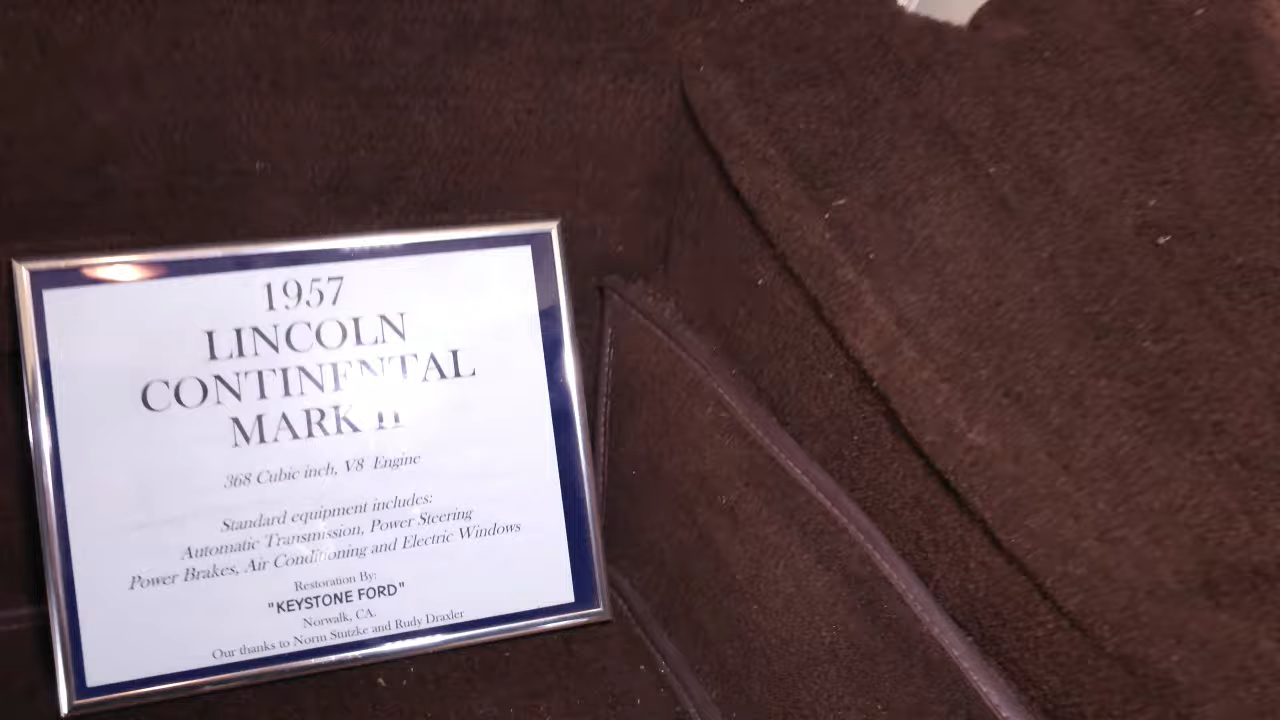 1957
LINCOLN
CONTINENTAL
MARK II
368 Cubic inch, V8 Engine
Standard equipment includes:
Automatic Transmission, Power Steering
Power Brakes, Air Conditioning and Electric Windows
Restoration By:
"KEYSTONE FORD"
Norwalk, CA.
Our thanks to Norm Stutzke and Rudy Draxler